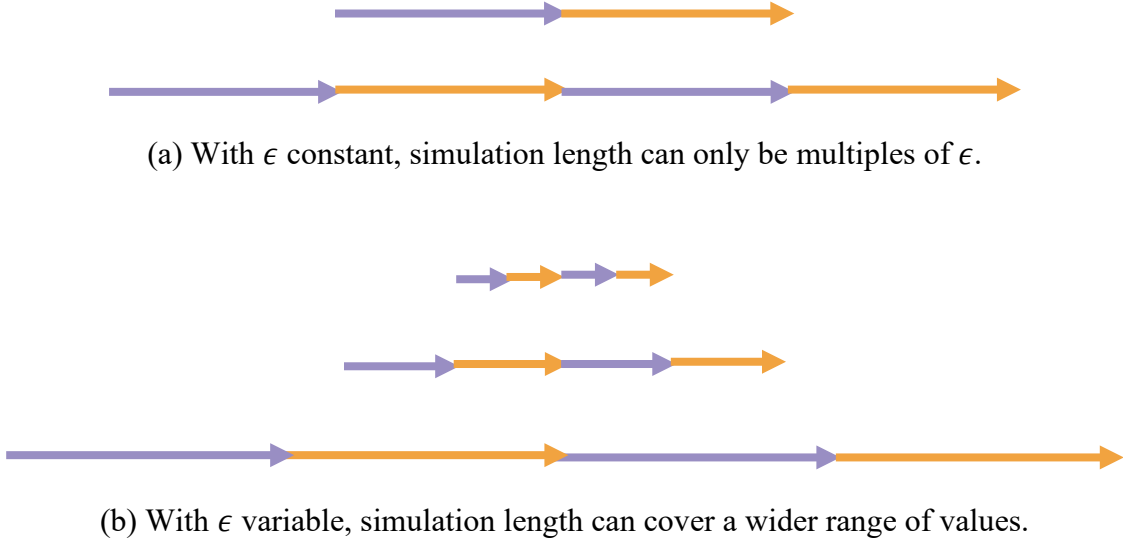 (a) With ϵ constant, simulation length can only be multiples of ϵ.
(b) With ϵ variable, simulation length can cover a wider range of values.